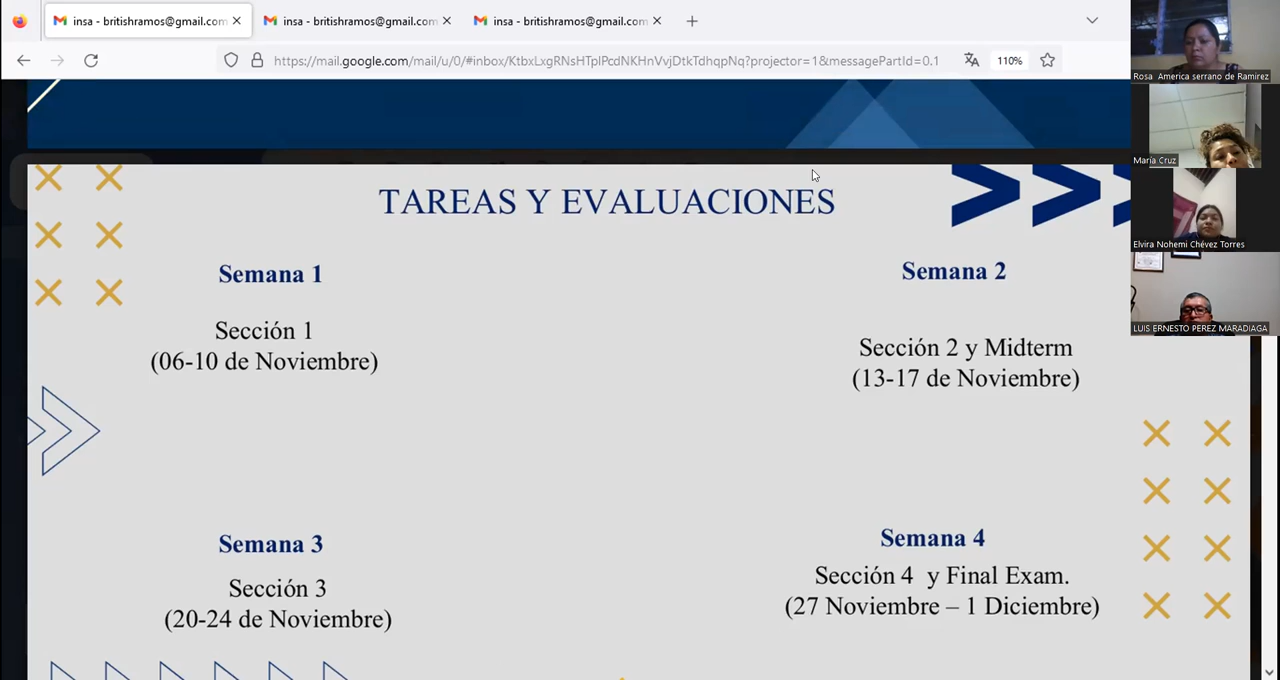 insa - britishramos@gmail.com
insa - britishramos@gmail.com
insa - britishramos@gmail.com
https://mail.google.com/mail/u/0/#inbox/KtbxLxgRNsHTplPcdNKHnVvjDtkTdhqpNq?projector=1&messagePartId=0.1
110%
Rosa America serrano de Ramirez
María Cruz
Elvira Nohemi Chévez Torres
LUIS ERNESTO PEREZ MARADIAGA
TAREAS Y EVALUACIONES
Semana 1
Sección 1
(06-10 de Noviembre)
Semana 2
Sección 2 y Midterm
(13-17 de Noviembre)
Semana 3
Sección 3
(20-24 de Noviembre)
Semana 4
Sección 4 y Final Exam.
(27 Noviembre – 1 Diciembre)